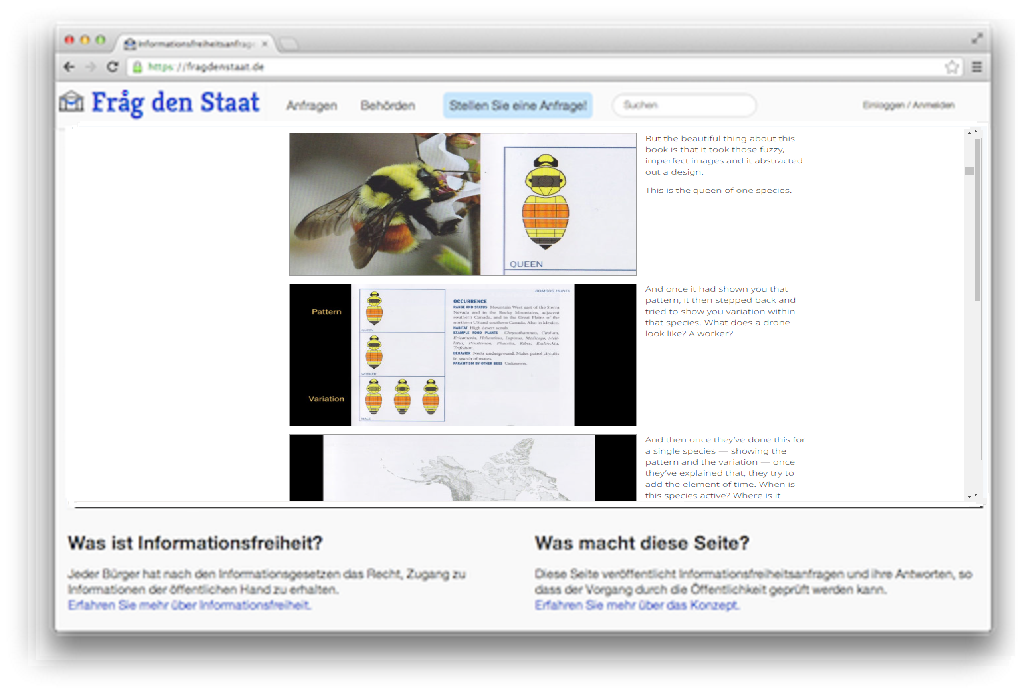 Informationsfreiheitsanfrag
https://fragdenstaat.de
Fråg den Staat
Anfragen
Behörden
Stellen Sie eine Anfrage!
Suchen
Einloggen / Anmelden
But the beautiful thing about this
book is that it took those fuzzy,
imperfect images and it abstracted
out a design.
This is the queen of one species.
QUEEN
And once it had shown you that
pattern, it then stepped back and
tried to show you variation within
that species. What does a drone
look like? A worker?
Pattern
Variation
OCCURRENCE
And then once they've done this for
a single species — showing the
pattern and the variation — once
they've explained that, they try to
add the element of time. When is
this species active? Where is it
Was ist Informationsfreiheit?
Jeder Bürger hat nach den Informationsgesetzen das Recht, Zugang zu
Informationen der öffentlichen Hand zu erhalten.
Erfahren Sie mehr über Informationsfreiheit.
Was macht diese Seite?
Diese Seite veröffentlicht Informationsfreiheitsanfragen und ihre Antworten, so
dass der Vorgang durch die Öffentlichkeit geprüft werden kann.
Erfahren Sie mehr über das Konzept.